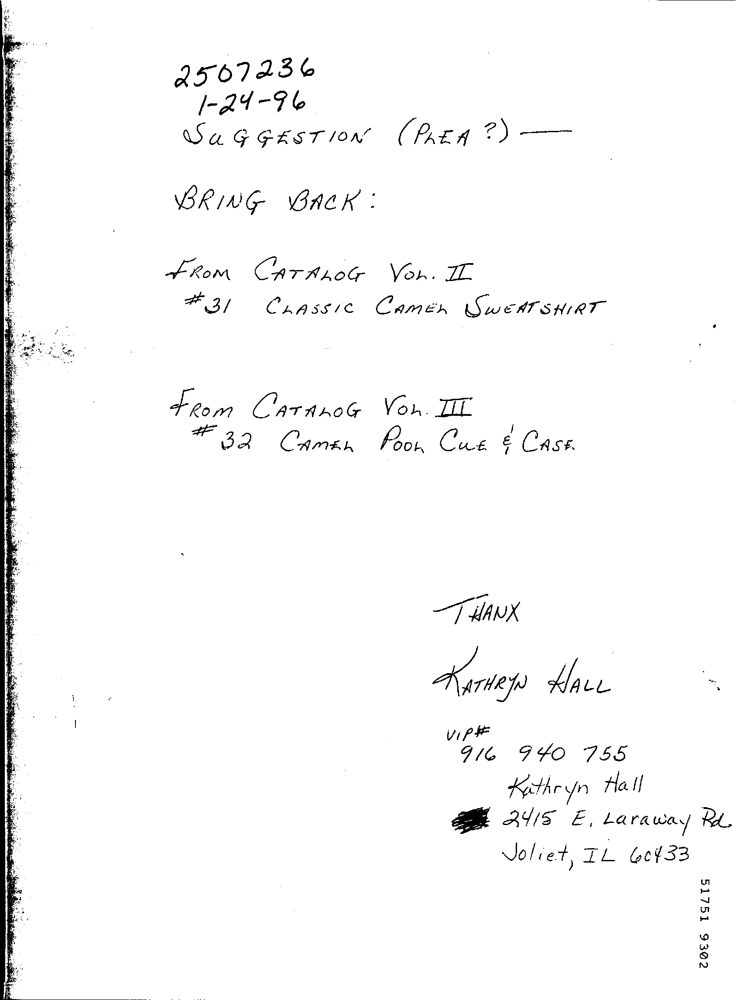 2507236
1-24-96
SUGGESTION (PLEA?) —
BRING BACK:
FROM CATALOG VOL. II
#31 CLASSIC CAMEL SWEATSHIRT
FROM CATALOG VOL. III
#32 CAMEL POOL CUE & CASE
THANX
KATHRYN HALL
VIP#
916 940 755
Kathryn Hall
2415 E. Laraway Rd
Joliet, IL 60433
51751 9302